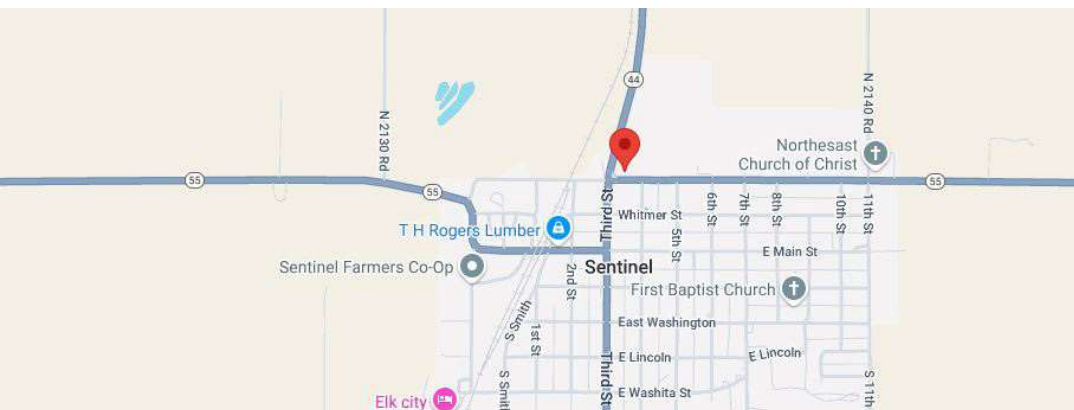 44
N 2130 Rd
N 2140 Rd
Northesast
Church of Christ
55
55
55
Third St
Whitmer St
5th St
6th St
7th St
8th St
10th St
11th St
T H Rogers Lumber
E Main St
Sentinel Farmers Co-Op
2nd St
Sentinel
First Baptist Church
S Smith
1st St
East Washington
E Lincoln
E Lincoln
Third St
S Smith
E Washita St
S 11th
Elk city